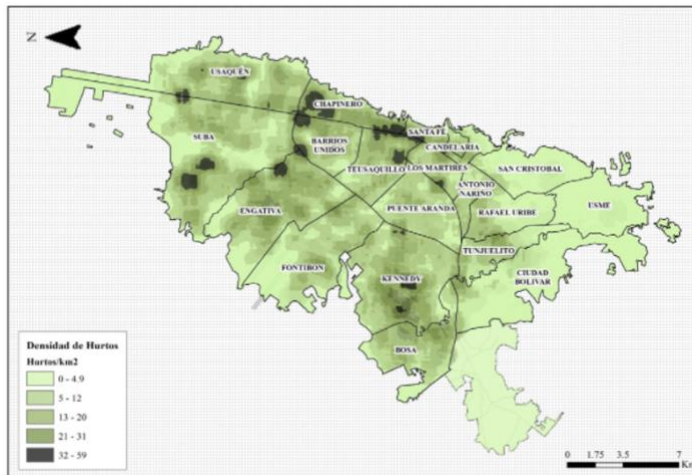 N
USAQUÉN
CHAPINERO
SUBA
BARRIOS
UNIDOS
SANTA FE
CANDELARIA
TEUSAQUILLO
LOS MARTIRES
SAN CRISTOBAL
ANTONIO
NARIÑO
ENGATIVA
PUENTE ARANDA
RAFAEL URIBE
USME
TUNJUELITO
FONTIBON
KENNEDY
CIUDAD
BOLIVAR
BOSA
Densidad de Hurtos
Hurtos/km2
0 - 4.9
5 - 12
13 - 20
21 - 31
32 - 59
0 1.75 3.5 7